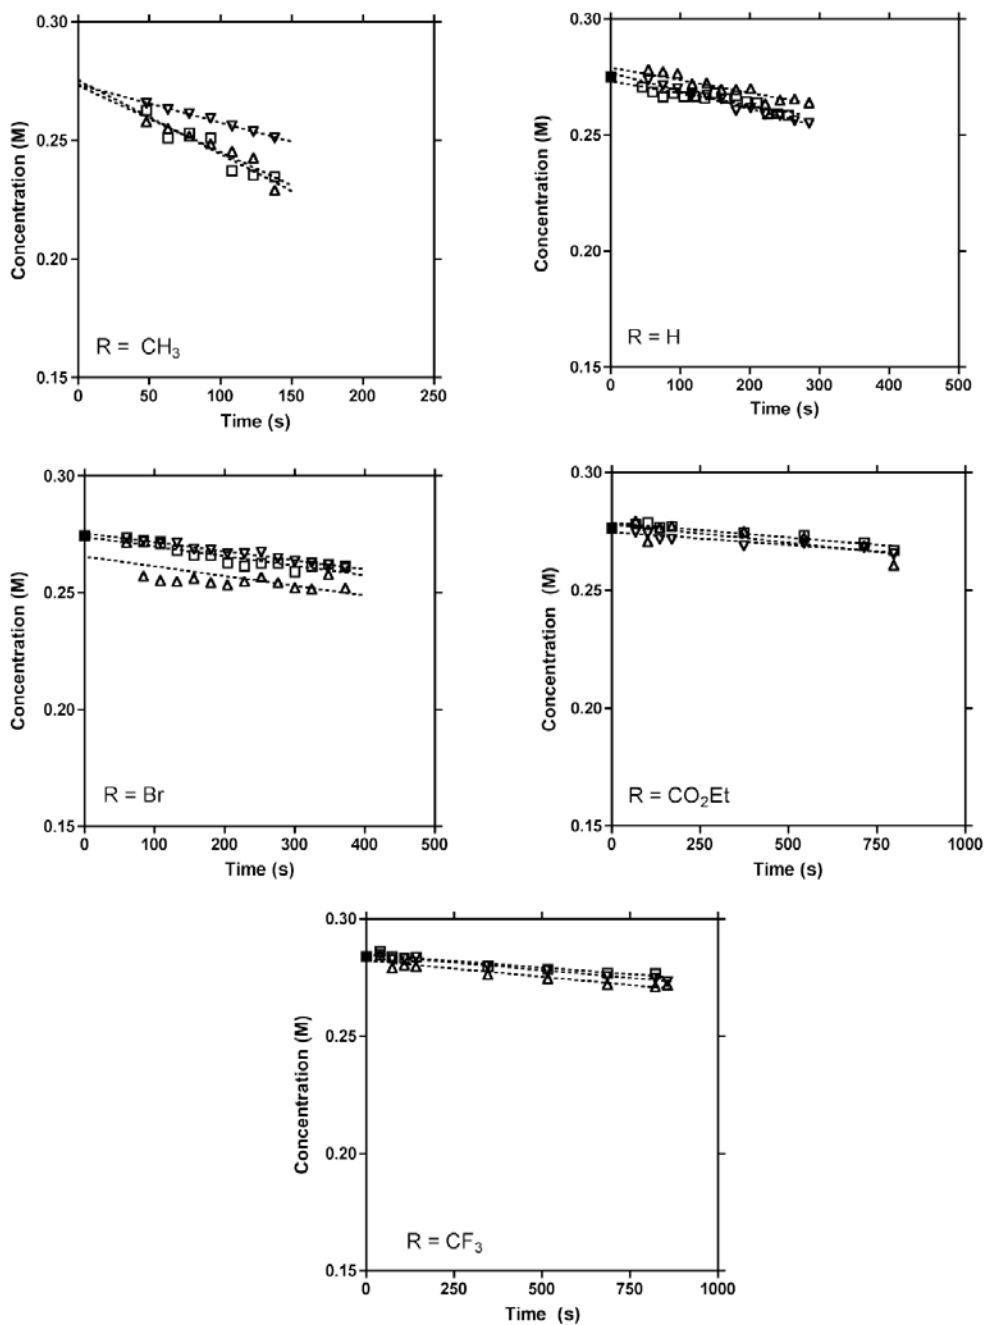 0.30
0.25
0.20
0.15
Concentration (M)
R = CH₃
0 50 100 150 200 250
Time (s)
0.30
0.25
0.20
0.15
Concentration (M)
R = H
0 100 200 300 400 500
Time (s)
0.30
0.25
0.20
0.15
Concentration (M)
R = Br
0 100 200 300 400 500
Time (s)
0.30
0.25
0.20
0.15
Concentration (M)
R = CO₂Et
0 250 500 750 1000
Time (s)
0.30
0.25
0.20
0.15
Concentration (M)
R = CF₃
0 250 500 750 1000
Time (s)